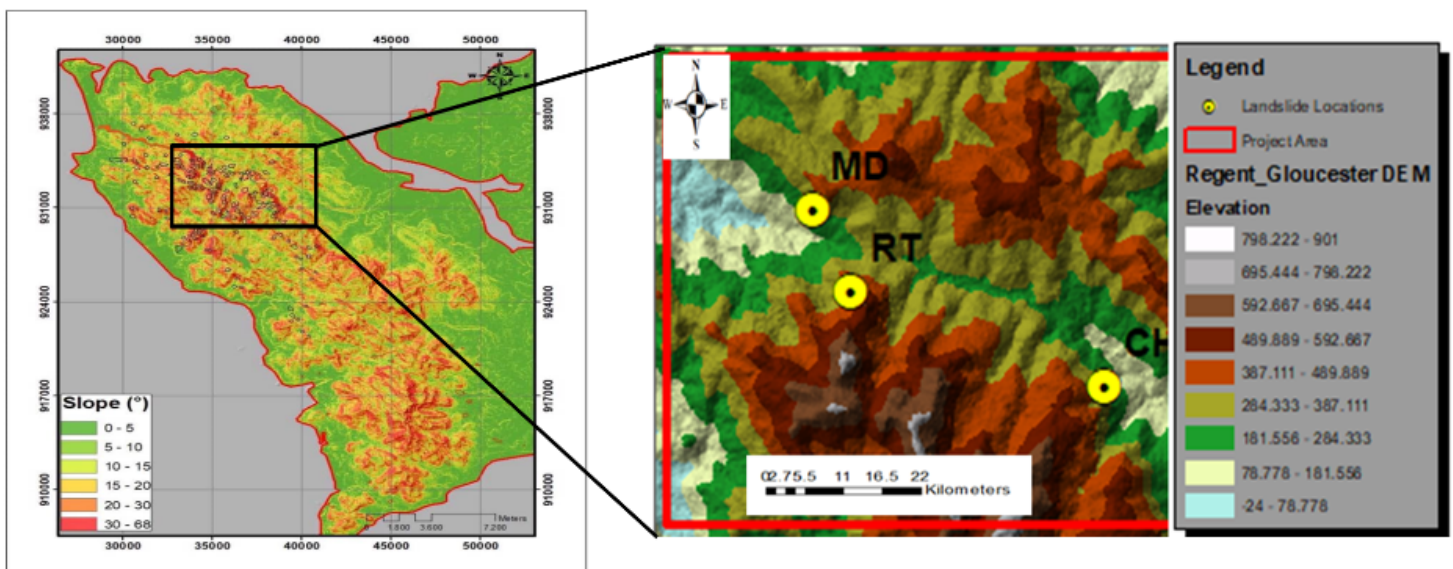 30000 35000 40000 45000 50000
N
W E
S
938000 938000
931000 931000
924000 924000
917000 917000
910000 910000
Slope (°)
0 - 5
5 - 10
10 - 15
15 - 20
20 - 30
30 - 68
Meters
1,800 3,600 7,200
30000 35000 40000 45000 50000
N
W E
S
MD
RT
CH
02.75.5 11 16.5 22
Kilometers
Legend
Landslide Locations
Project Area
Regent_Gloucester DEM
Elevation
798.222 - 901
695.444 - 798.222
592.667 - 695.444
489.889 - 592.667
387.111 - 489.889
284.333 - 387.111
181.556 - 284.333
78.778 - 181.556
-24 - 78.778